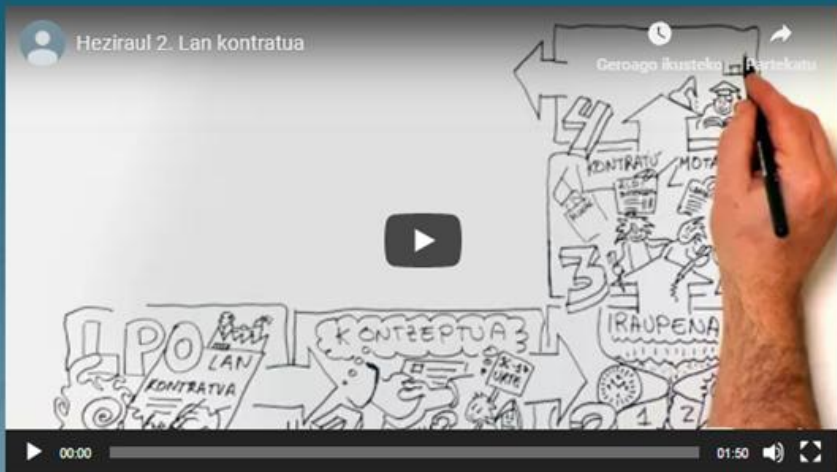 Heziraul 2. Lan kontratua
Geroago ikusteko
Partekatu
4
KONTRATU MOTA
3
IRAUPENA
LPO
LAN
KONTRATUA
KONTZEPTUA
URTE
1 2
00:00
01:50